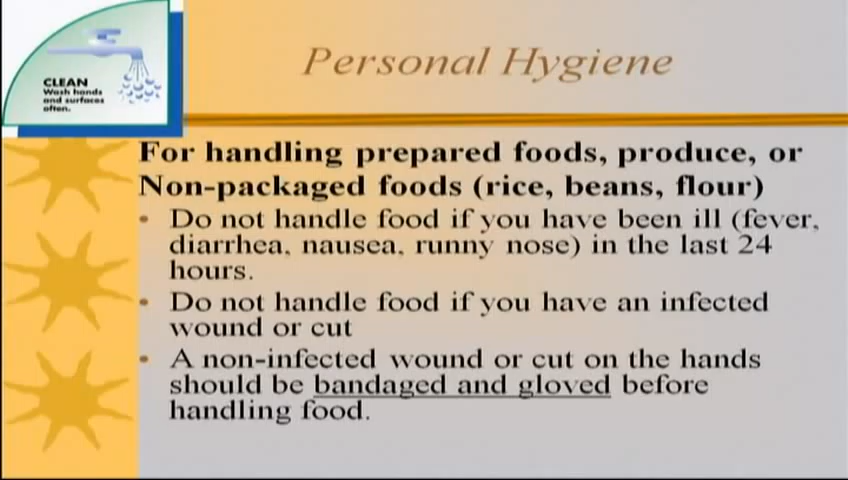 CLEAN
Wash hands
and surfaces
often.
Personal Hygiene
For handling prepared foods, produce, or
Non-packaged foods (rice, beans, flour)
• Do not handle food if you have been ill (fever,
diarrhea, nausea, runny nose) in the last 24
hours.
• Do not handle food if you have an infected
wound or cut
• A non-infected wound or cut on the hands
should be bandaged and gloved before
handling food.